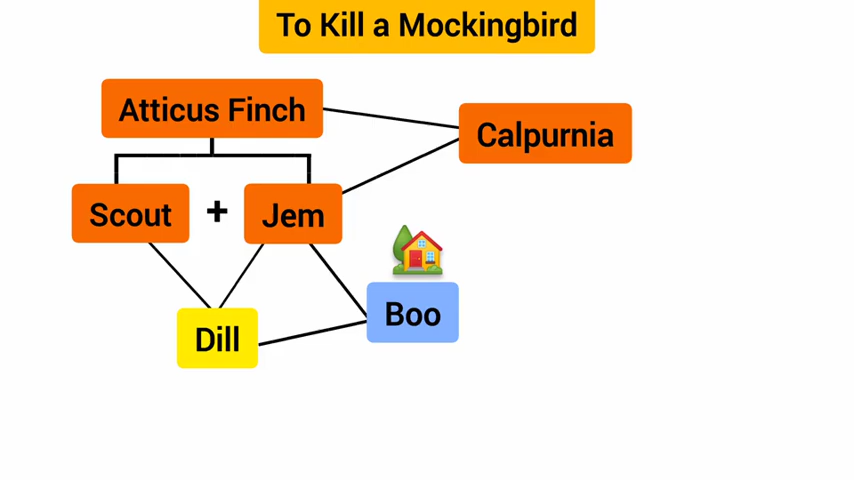 To Kill a Mockingbird
Atticus Finch
Calpurnia
Scout + Jem
Boo
Dill